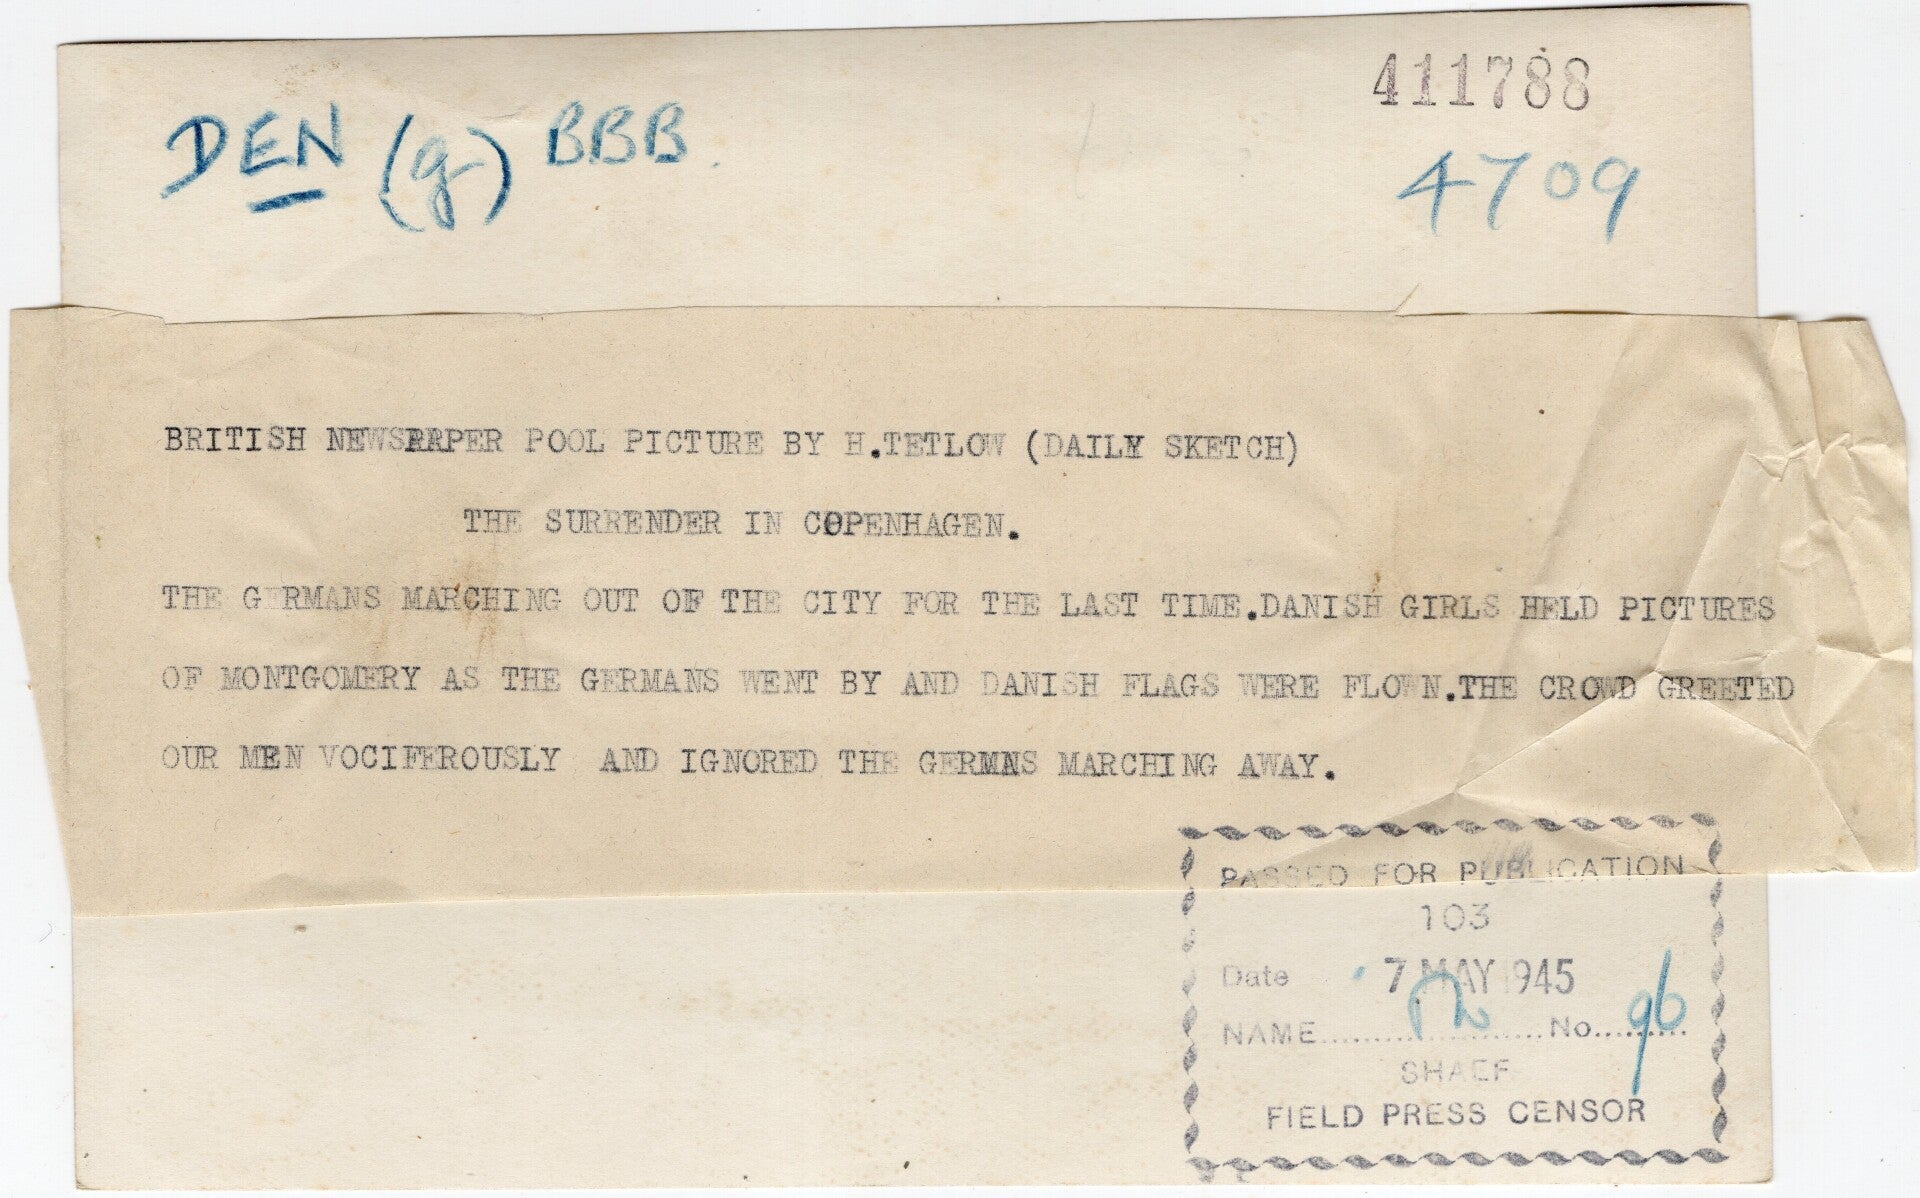 411788
DEN (g) BBB.
4709
BRITISH NEWSPAPER POOL PICTURE BY H.TETLOW (DAILY SKETCH)
THE SURRENDER IN COPENHAGEN.
THE GERMANS MARCHING OUT OF THE CITY FOR THE LAST TIME.DANISH GIRLS HELD PICTURES
OF MONTGOMERY AS THE GERMANS WENT BY AND DANISH FLAGS WERE FLOWN.THE CROWD GREETED
OUR MEN VOCIFEROUSLY AND IGNORED THE GERMANS MARCHING AWAY.
PASSED FOR PUBLICATION
103
Date 7 MAY 1945
NAME.....................No......... 96
SHAEF
FIELD PRESS CENSOR